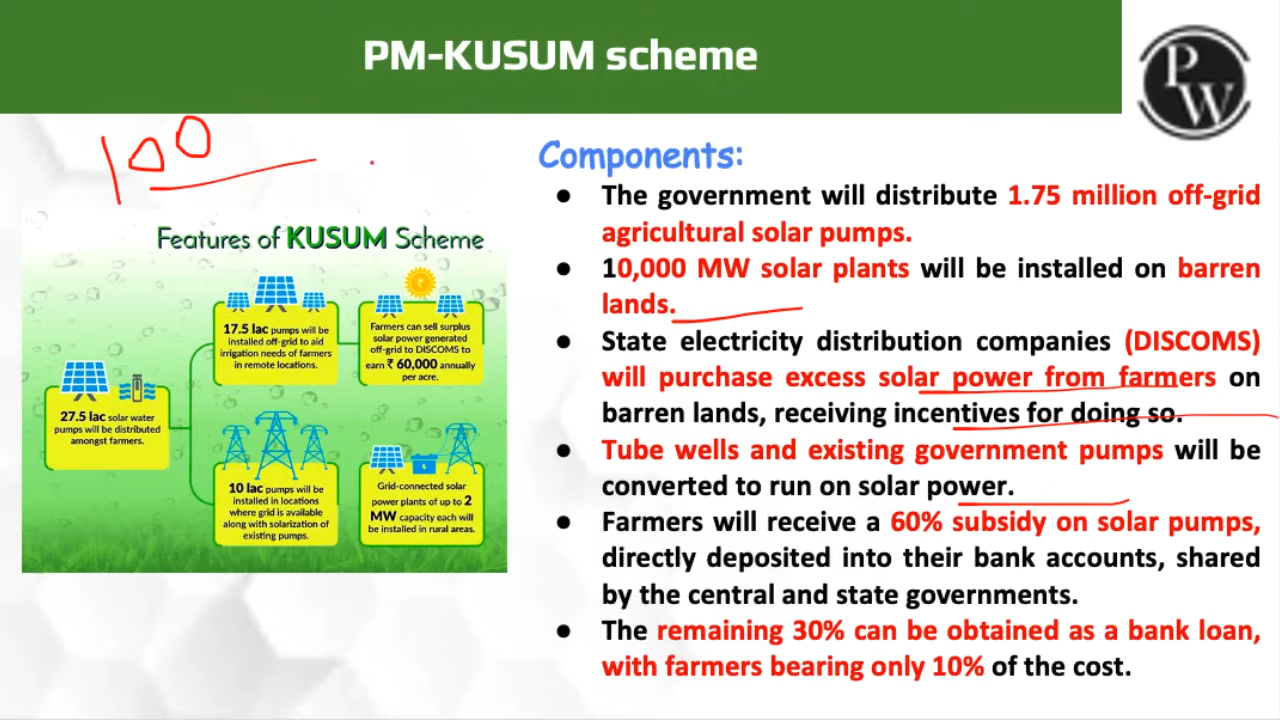 PM-KUSUM scheme
PW
100
Components:
● The government will distribute 1.75 million off-grid
agricultural solar pumps.
● 10,000 MW solar plants will be installed on barren
lands.
● State electricity distribution companies (DISCOMS)
will purchase excess solar power from farmers on
barren lands, receiving incentives for doing so.
● Tube wells and existing government pumps will be
converted to run on solar power.
● Farmers will receive a 60% subsidy on solar pumps,
directly deposited into their bank accounts, shared
by the central and state governments.
● The remaining 30% can be obtained as a bank loan,
with farmers bearing only 10% of the cost.
Features of KUSUM Scheme
27.5 lac solar water
pumps will be distributed
amongst farmers.
17.5 lac pumps will be
installed off-grid to aid
irrigation needs of farmers
in remote locations.
₹
Farmers can sell surplus
solar power generated
off-grid to DISCOMS to
earn ₹ 60,000 annually
per acre.
10 lac pumps will be
installed in locations
where grid is available
along with solarization of
existing pumps.
Grid-connected solar
power plants of up to 2
MW capacity each will
be installed in rural areas.